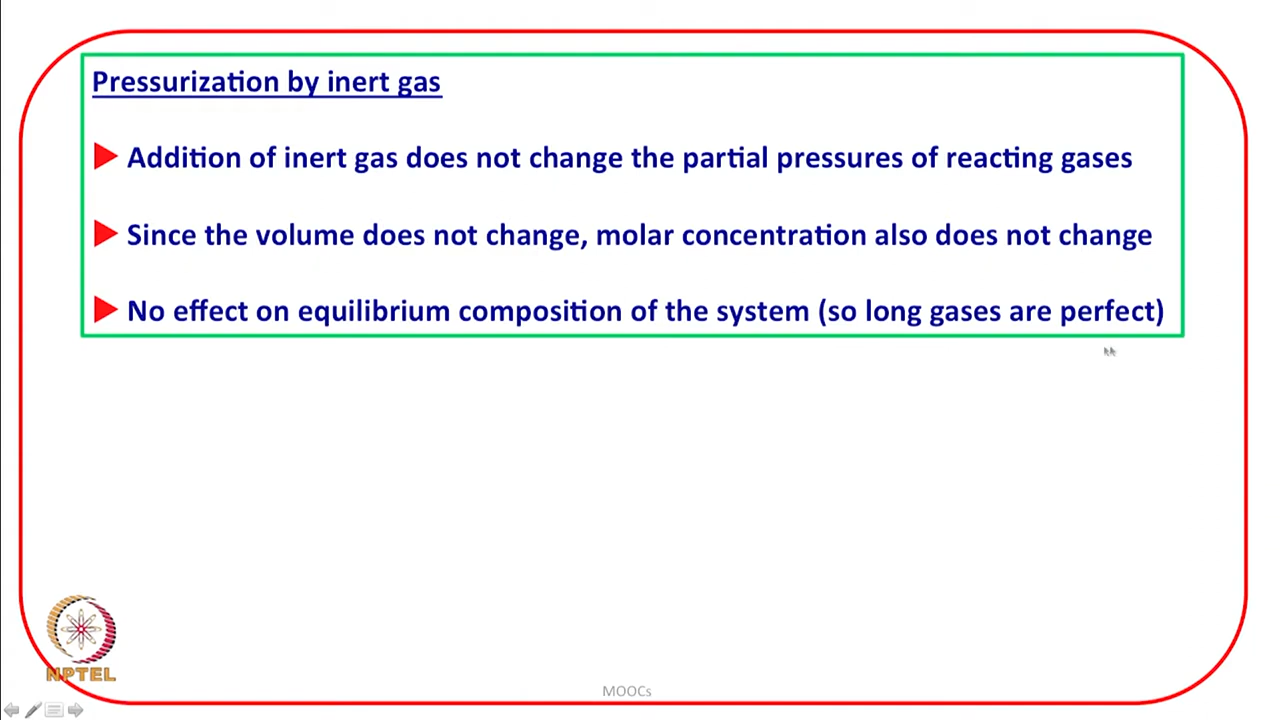 Pressurization by inert gas
Addition of inert gas does not change the partial pressures of reacting gases
Since the volume does not change, molar concentration also does not change
No effect on equilibrium composition of the system (so long gases are perfect)
NPTEL
MOOCs